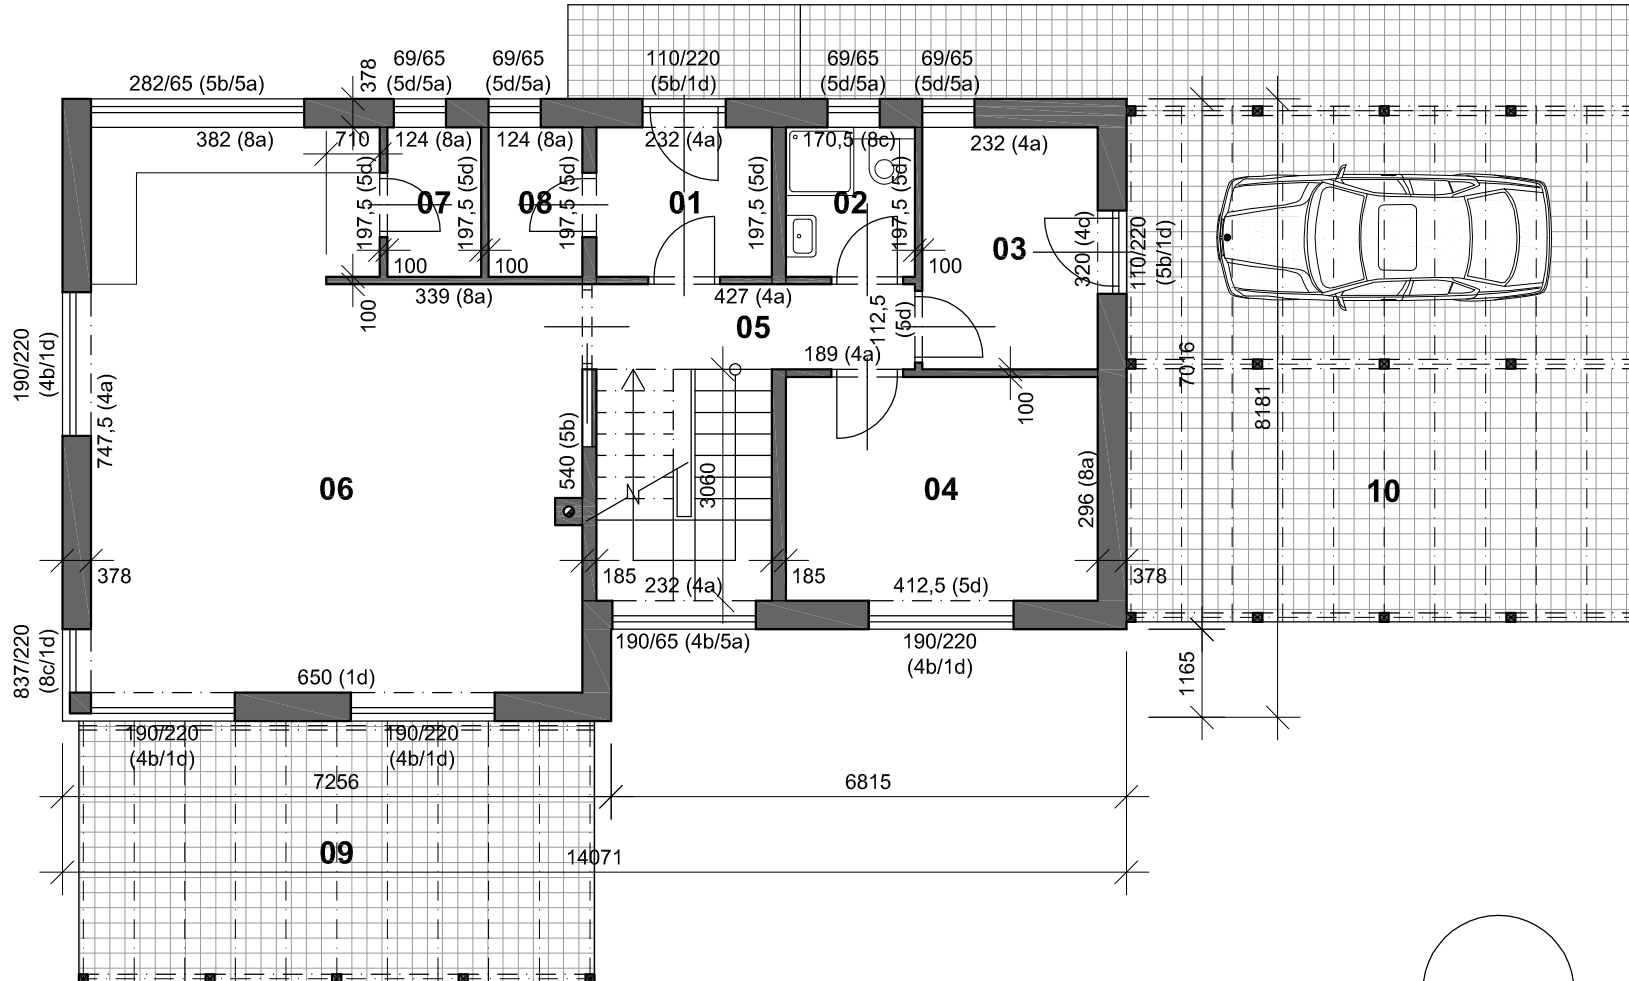 69/65
69/65
110/220
69/65
69/65
282/65 (5b/5a)
378
(5d/5a)
(5d/5a)
(5b/1d)
(5d/5a)
(5d/5a)
382 (8a)
710
124 (8a)
124 (8a)
232 (4a)
170,5 (8c)
232 (4a)
197,5 (5d)
07
197,5 (5d)
08
197,5 (5d)
01
197,5 (5d)
02
197,5 (5d)
03
320 (4c)
110/220
(5b/1d)
100
100
100
339 (8a)
427 (4a)
100
05
112,5
(5d)
189 (4a)
190/220
(4b/1d)
747,5 (4a)
7016
8181
100
540 (5b)
3060
06
04
296 (8a)
10
378
185
232 (4a)
185
412,5 (5d)
378
837/220
(8c/1d)
190/65 (4b/5a)
190/220
(4b/1d)
1165
650 (1d)
190/220
(4b/1d)
190/220
(4b/1d)
7256
6815
09
14071